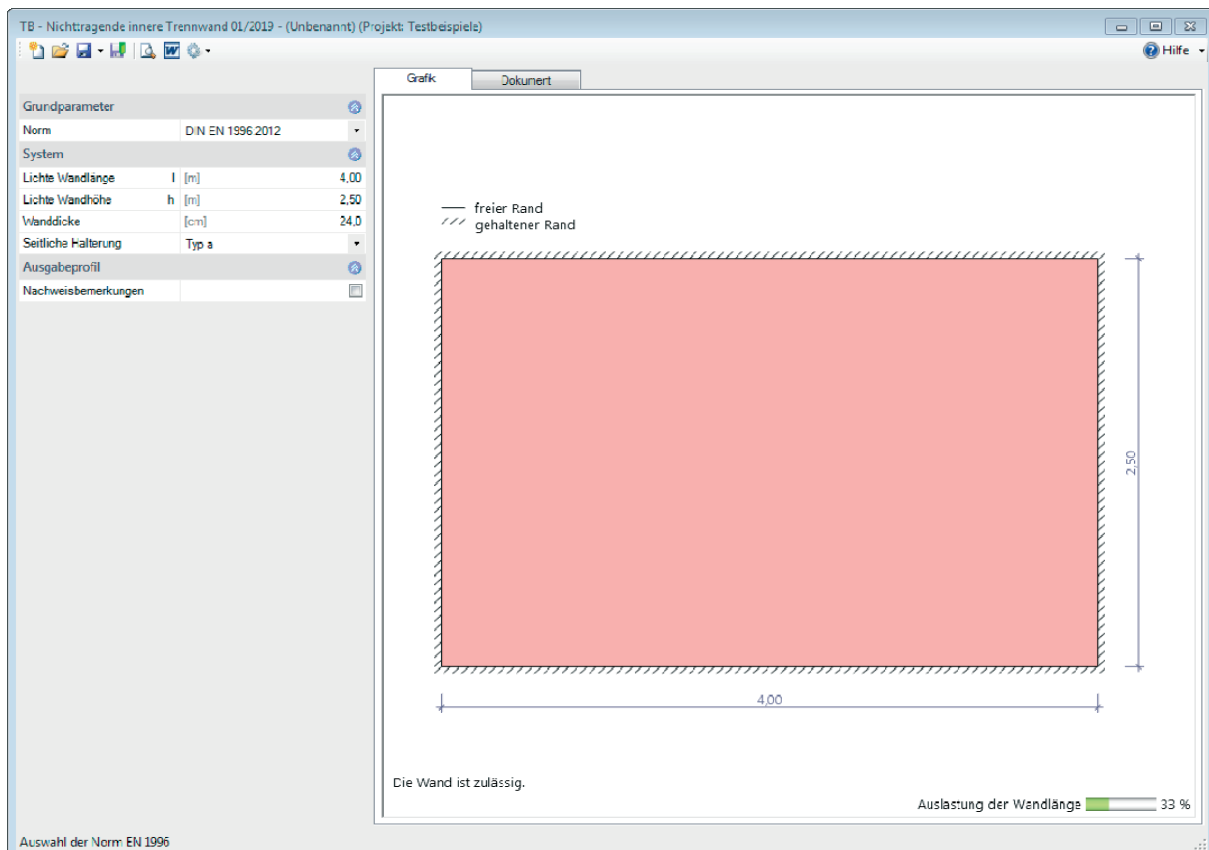 TB - Nichttragende innere Trennwand 01/2019 - (Unbenannt) (Projekt: Testbeispiele)
Hilfe
Grafik Dokument
Grundparameter
Norm DIN EN 1996:2012
System
Lichte Wandlänge l [m] 4,00
Lichte Wandhöhe h [m] 2,50
Wanddicke [cm] 24,0
Seitliche Halterung Typ a
Ausgabeprofil
Nachweisbemerkungen
freier Rand
gehaltener Rand
2,50
4,00
Die Wand ist zulässig.
Auslastung der Wandlänge 33 %
Auswahl der Norm EN 1996